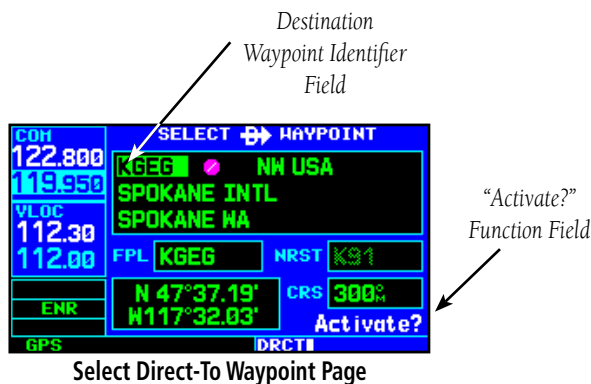 Destination
Waypoint Identifier
Field
"Activate?"
Function Field
COM
122.800
119.950
VLOC
112.30
112.00
ENR
GPS
SELECT D WAYPOINT
KGEG NW USA
SPOKANE INTL
SPOKANE WA
FPL KGEG NRST K91
N 47°37.19' CRS 300°M
W117°32.03' Activate?
DRCT
Select Direct-To Waypoint Page